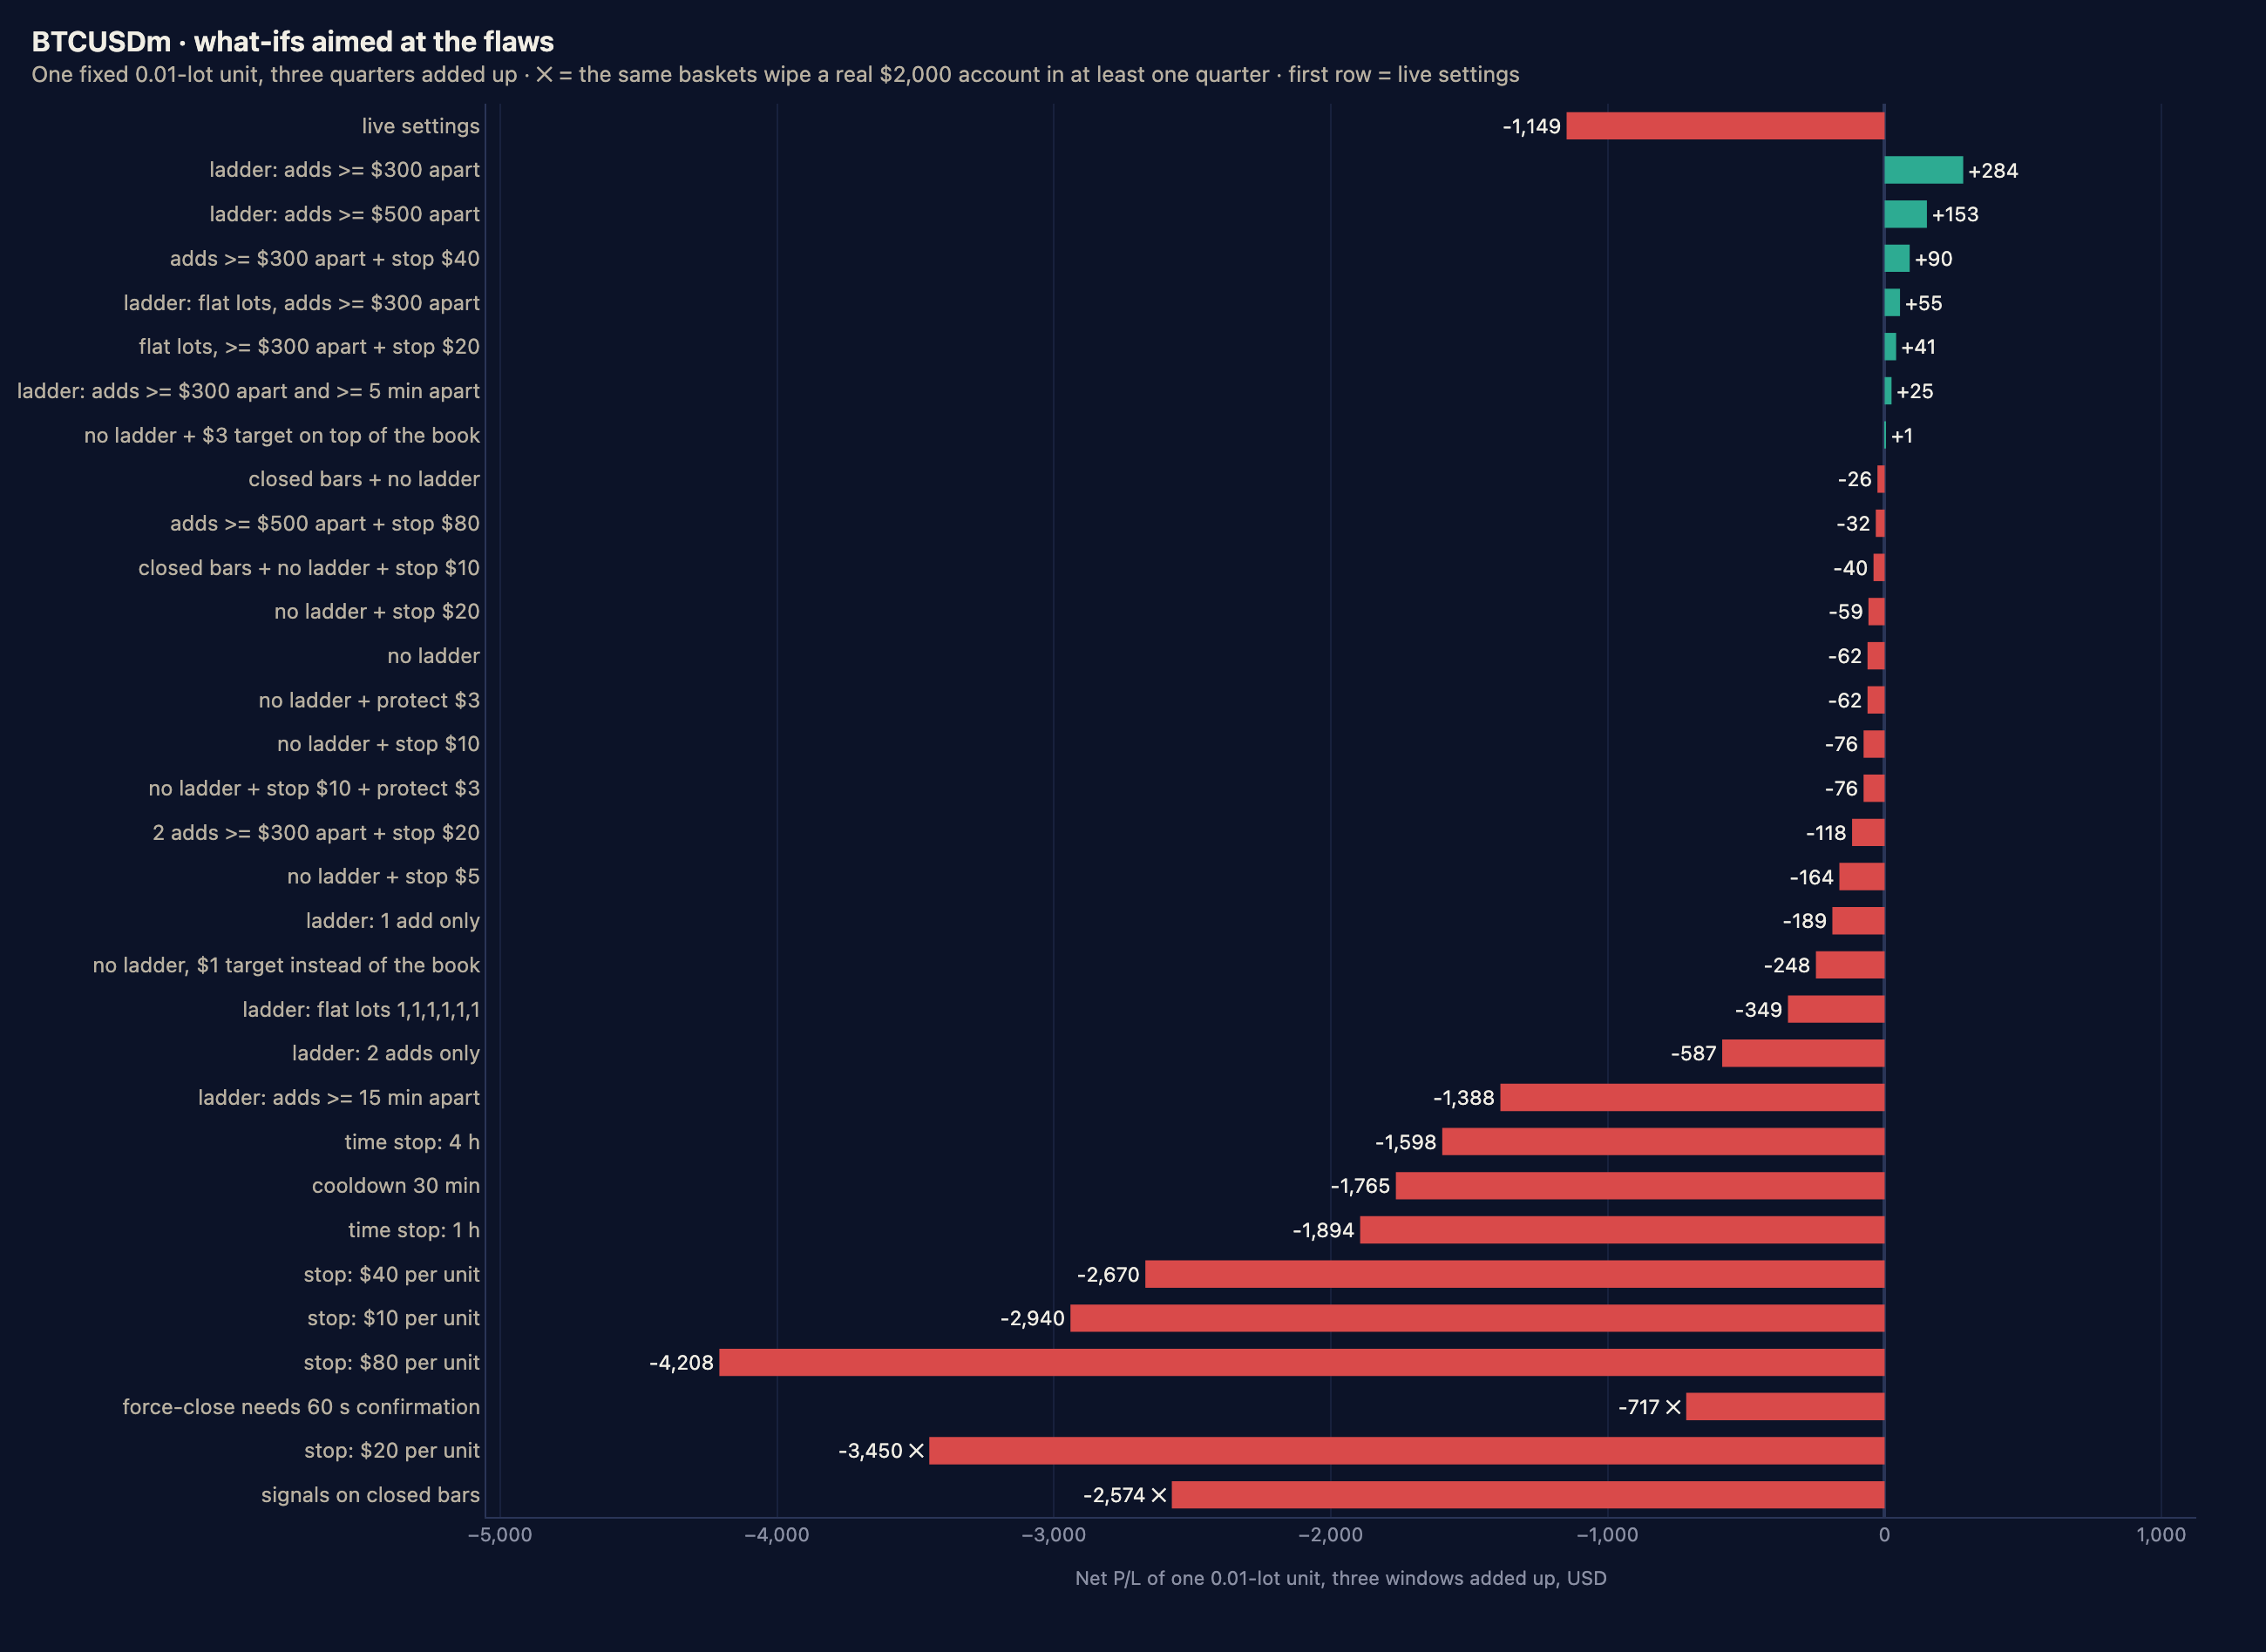 BTCUSDm · what-ifs aimed at the flaws
One fixed 0.01-lot unit, three quarters added up · ✕ = the same baskets wipe a real $2,000 account in at least one quarter · first row = live settings
live settings -1,149
ladder: adds >= $300 apart +284
ladder: adds >= $500 apart +153
adds >= $300 apart + stop $40 +90
ladder: flat lots, adds >= $300 apart +55
flat lots, >= $300 apart + stop $20 +41
ladder: adds >= $300 apart and >= 5 min apart +25
no ladder + $3 target on top of the book +1
closed bars + no ladder -26
adds >= $500 apart + stop $80 -32
closed bars + no ladder + stop $10 -40
no ladder + stop $20 -59
no ladder -62
no ladder + protect $3 -62
no ladder + stop $10 -76
no ladder + stop $10 + protect $3 -76
2 adds >= $300 apart + stop $20 -118
no ladder + stop $5 -164
ladder: 1 add only -189
no ladder, $1 target instead of the book -248
ladder: flat lots 1,1,1,1,1,1 -349
ladder: 2 adds only -587
ladder: adds >= 15 min apart -1,388
time stop: 4 h -1,598
cooldown 30 min -1,765
time stop: 1 h -1,894
stop: $40 per unit -2,670
stop: $10 per unit -2,940
stop: $80 per unit -4,208
force-close needs 60 s confirmation -717 ✕
stop: $20 per unit -3,450 ✕
signals on closed bars -2,574 ✕
−5,000 −4,000 −3,000 −2,000 −1,000 0 1,000
Net P/L of one 0.01-lot unit, three windows added up, USD